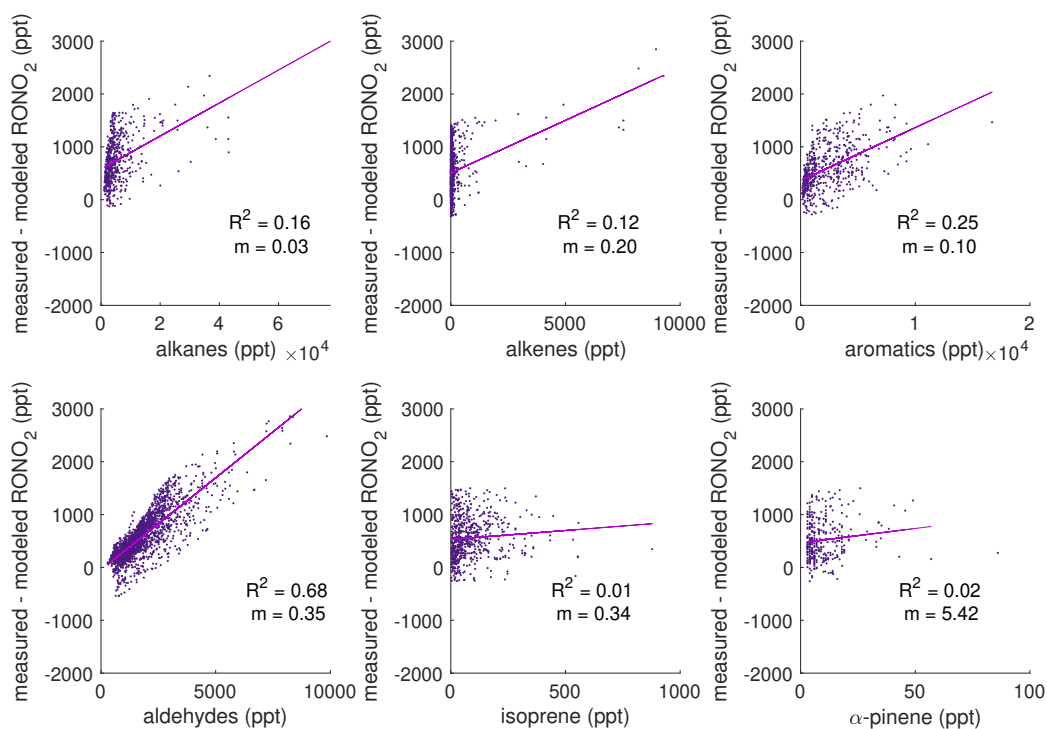 measured - modeled RONO2 (ppt)
3000
2000
1000
0
-1000
-2000
R2 = 0.16
m = 0.03
0 2 4 6
alkanes (ppt) ×10^4
measured - modeled RONO2 (ppt)
3000
2000
1000
0
-1000
-2000
R2 = 0.12
m = 0.20
0 5000 10000
alkenes (ppt)
measured - modeled RONO2 (ppt)
3000
2000
1000
0
-1000
-2000
R2 = 0.25
m = 0.10
0 1 2
aromatics (ppt) ×10^4
measured - modeled RONO2 (ppt)
3000
2000
1000
0
-1000
-2000
R2 = 0.68
m = 0.35
0 5000 10000
aldehydes (ppt)
measured - modeled RONO2 (ppt)
3000
2000
1000
0
-1000
-2000
R2 = 0.01
m = 0.34
0 500 1000
isoprene (ppt)
measured - modeled RONO2 (ppt)
3000
2000
1000
0
-1000
-2000
R2 = 0.02
m = 5.42
0 50 100
α-pinene (ppt)